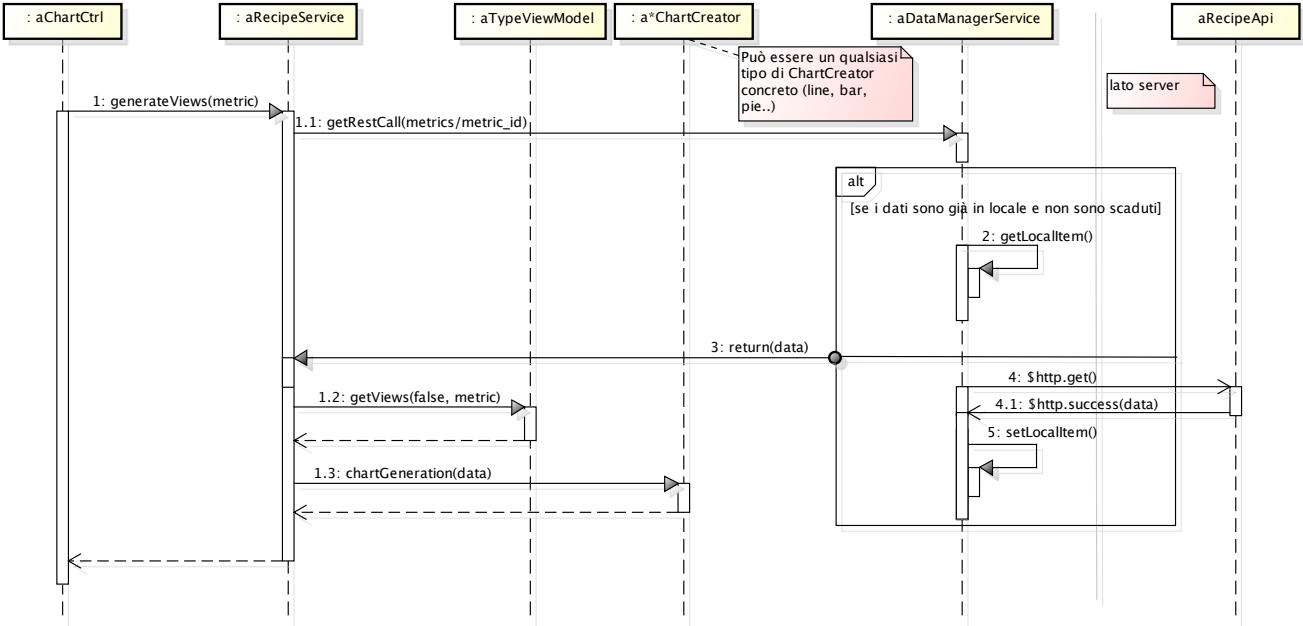 : aChartCtrl
: aRecipeService
: aTypeViewModel
: a*ChartCreator
: aDataManagerService
aRecipeApi
Può essere un qualsiasi
tipo di ChartCreator
concreto (line, bar,
pie..)
lato server
1: generateViews(metric)
1.1: getRestCall(metrics/metric_id)
alt
[se i dati sono già in locale e non sono scaduti]
2: getLocalItem()
3: return(data)
4: $http.get()
1.2: getViews(false, metric)
4.1: $http.success(data)
5: setLocalItem()
1.3: chartGeneration(data)